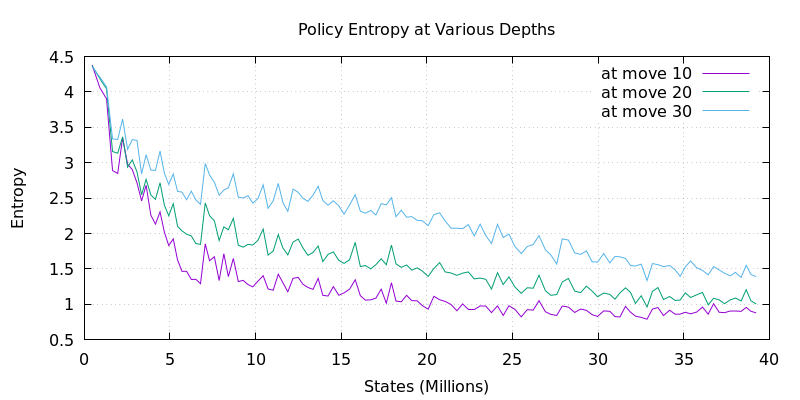 Policy Entropy at Various Depths
4.5
4
3.5
3
2.5
2
1.5
1
0.5
Entropy
at move 10
at move 20
at move 30
0 5 10 15 20 25 30 35 40
States (Millions)